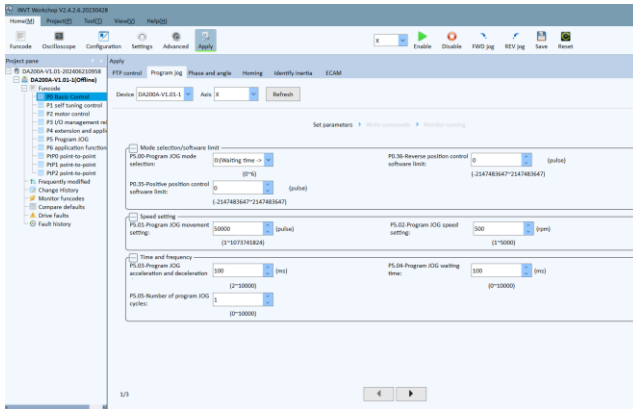 INVT Workshop V2.4.2.6.20230428
Home(M) Project(P) Tool(T) View(V) Help(H)
Funcode Oscilloscope Configuration Settings Advanced Apply X Enable Disable FWD jog REV jog Save Reset
Project pane
DA200A-V1.01-202406210958
DA200A-V1.01-1(Offline)
Funcode
P0 Basic Control
P1 self tuning control
P2 motor control
P3 I/O management rel
P4 extension and appli
P5 Program JOG
P6 application function
PtP0 point-to-point
PtP1 point-to-point
PtP2 point-to-point
Frequently modified
Change History
Monitor funcodes
Compare defaults
Drive faults
Fault history
Apply
PTP control Program jog Phase and angle Homing Identify inertia ECAM
Device DA200A-V1.01-1 Axis X Refresh
Set parameters Write commands Monitor running
Mode selection/software limit
P5.00-Program JOG mode selection: 0:(Waiting time ->
(0~6)
P0.36-Reverse position control software limit: 0 (pulse)
(-2147483647~2147483647)
P0.35-Positive position control software limit: 0 (pulse)
(-2147483647~2147483647)
Speed setting
P5.01-Program JOG movement setting: 50000 (pulse)
(1~1073741824)
P5.02-Program JOG speed setting: 500 (rpm)
(1~5000)
Time and frequency
P5.03-Program JOG acceleration and deceleration 100 (ms)
(2~10000)
P5.04-Program JOG waiting time: 100 (ms)
(0~10000)
P5.05-Number of program JOG cycles: 1
(0~10000)
1/3